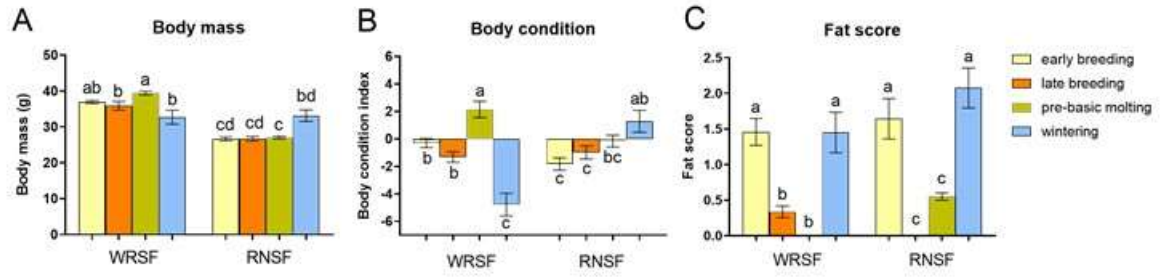 A
Body mass
Body mass (g)
50
40
30
20
10
0
ab
b
a
b
cd
cd
c
bd
WRSF
RNSF
B
Body condition
Body condition index
6
4
2
0
-2
-4
-6
b
b
a
c
c
c
bc
ab
WRSF
RNSF
C
Fat score
Fat score
2.5
2.0
1.5
1.0
0.5
0.0
a
b
b
a
a
c
c
a
WRSF
RNSF
early breeding
late breeding
pre-basic molting
wintering